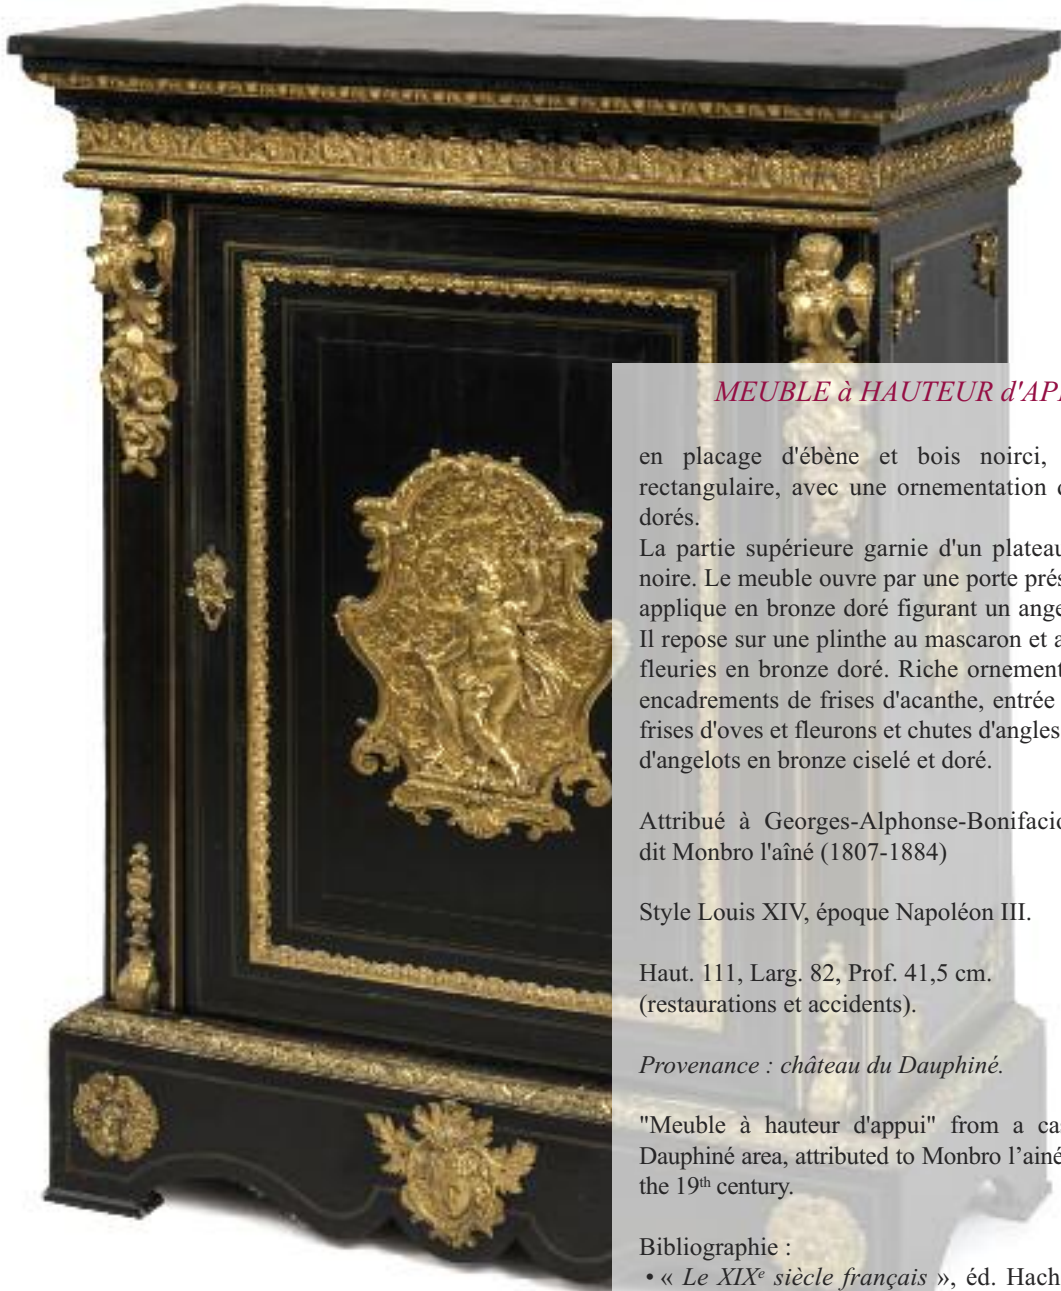 MEUBLE à HAUTEUR d'AP
en placage d'ébène et bois noirci,
rectangulaire, avec une ornementation
dorés.
La partie supérieure garnie d'un plateau
noire. Le meuble ouvre par une porte prés
applique en bronze doré figurant un ange
Il repose sur une plinthe au mascaron et a
fleuries en bronze doré. Riche ornement
encadrements de frises d'acanthe, entrée
frises d'oves et fleurons et chutes d'angles
d'angelots en bronze ciselé et doré.
Attribué à Georges-Alphonse-Bonifacio
dit Monbro l'aîné (1807-1884)
Style Louis XIV, époque Napoléon III.
Haut. 111, Larg. 82, Prof. 41,5 cm.
(restaurations et accidents).
Provenance : château du Dauphiné.
"Meuble à hauteur d'appui" from a cas
Dauphiné area, attributed to Monbro l’ainé
the 19th century.
Bibliographie :
• « Le XIXe siècle français », éd. Hach